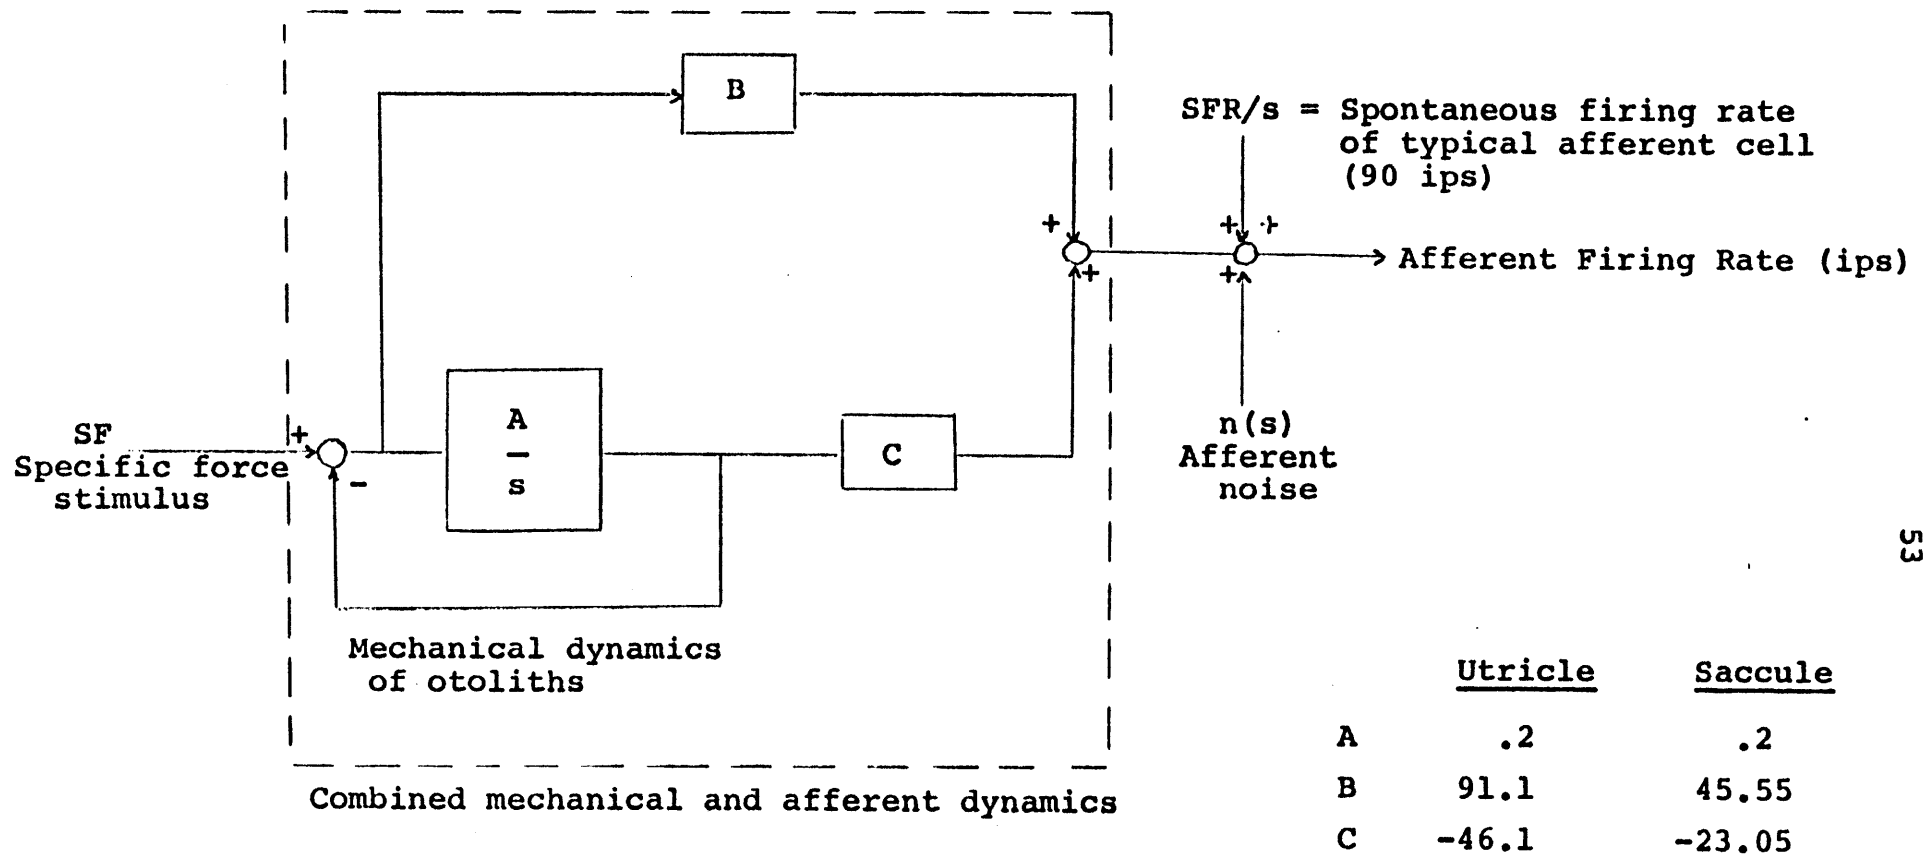 B
SFR/s = Spontaneous firing rate
of typical afferent cell
(90 ips)
+
+ +
+
+
Afferent Firing Rate (ips)
SF
Specific force
stimulus
+
-
A
s
C
n(s)
Afferent
noise
53
Mechanical dynamics
of otoliths
Combined mechanical and afferent dynamics
Utricle Saccule
A .2 .2
B 91.1 45.55
C -46.1 -23.05